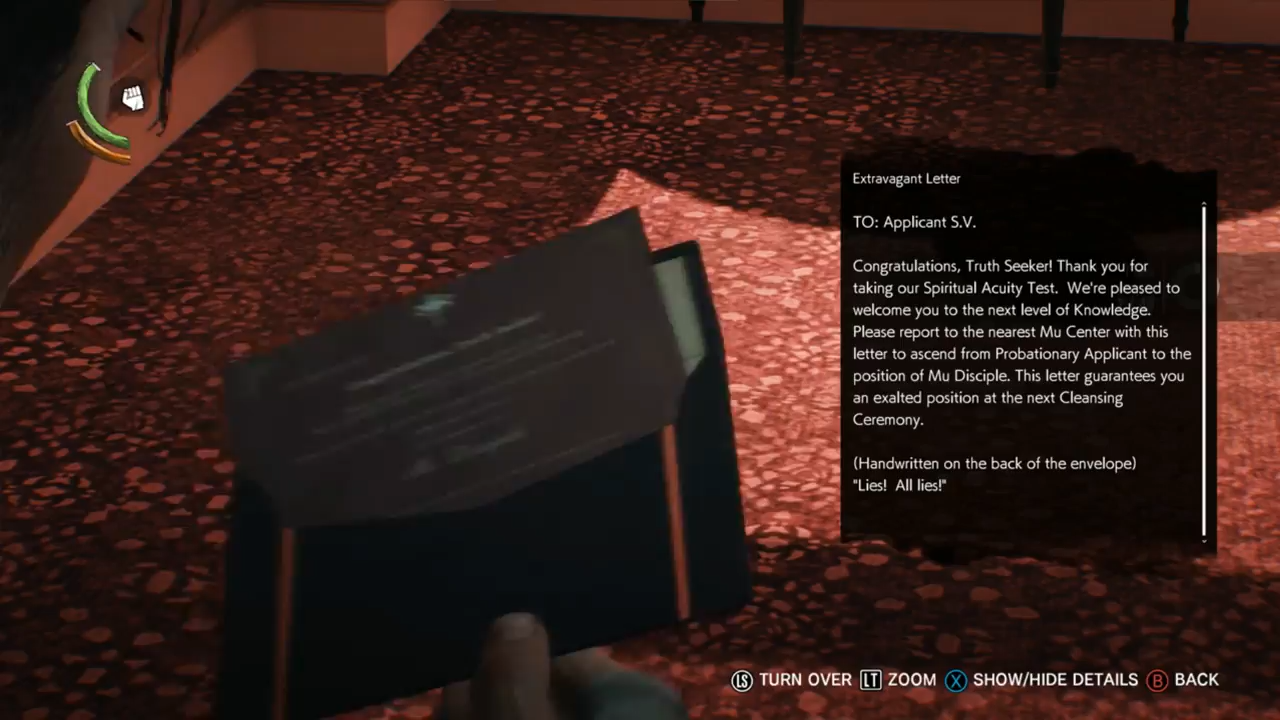 Extravagant Letter
TO: Applicant S.V.
Congratulations, Truth Seeker! Thank you for
taking our Spiritual Acuity Test.  We're pleased to
welcome you to the next level of Knowledge.
Please report to the nearest Mu Center with this
letter to ascend from Probationary Applicant to the
position of Mu Disciple. This letter guarantees you
an exalted position at the next Cleansing
Ceremony.
(Handwritten on the back of the envelope)
"Lies!  All lies!"
LS TURN OVER LT ZOOM X SHOW/HIDE DETAILS B BACK